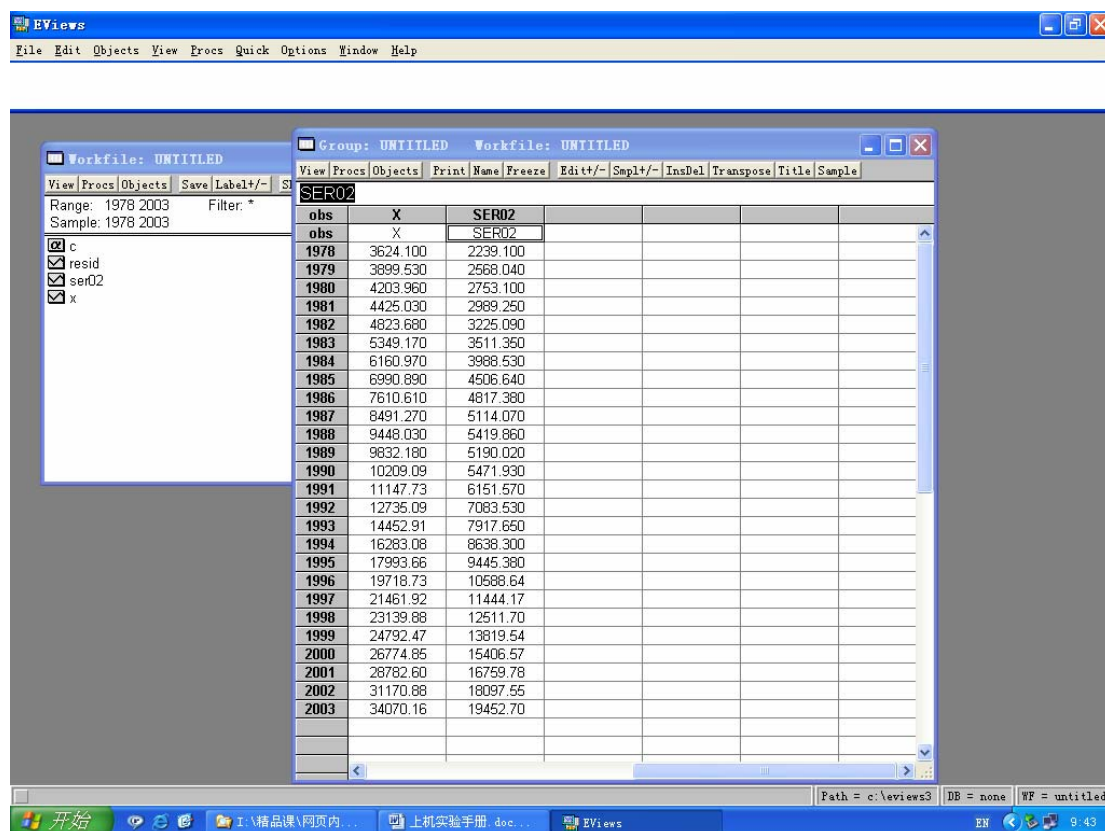 EViews
File Edit Objects View Procs Quick Options Window Help
Workfile: UNTITLED
View Procs Objects Save Label+/-
Range: 1978 2003 Filter: *
Sample: 1978 2003
c
resid
ser02
x
Group: UNTITLED Workfile: UNTITLED
View Procs Objects Print Name Freeze Edit+/- Smpl+/- InsDel Transpose Title Sample
SER02
obs X SER02
obs X SER02
1978 3624.100 2239.100
1979 3899.530 2568.040
1980 4203.960 2753.100
1981 4425.030 2989.250
1982 4823.680 3225.090
1983 5349.170 3511.350
1984 6160.970 3988.530
1985 6990.890 4506.640
1986 7610.610 4817.380
1987 8491.270 5114.070
1988 9448.030 5419.860
1989 9832.180 5190.020
1990 10209.09 5471.930
1991 11147.73 6151.570
1992 12735.09 7083.530
1993 14452.91 7917.650
1994 16283.08 8638.300
1995 17993.66 9445.380
1996 19718.73 10588.64
1997 21461.92 11444.17
1998 23139.88 12511.70
1999 24792.47 13819.54
2000 26774.85 15406.57
2001 28782.60 16759.78
2002 31170.88 18097.55
2003 34070.16 19452.70
Path = c:\eviews3 DB = none WF = untitled
开始 I:\精品课\网页内... 上机实验手册.doc... EViews EN 9:43